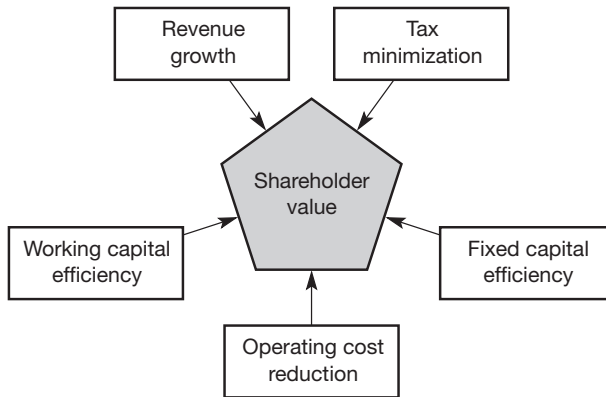 Revenue
growth
Tax
minimization
Shareholder
value
Working capital
efficiency
Fixed capital
efficiency
Operating cost
reduction